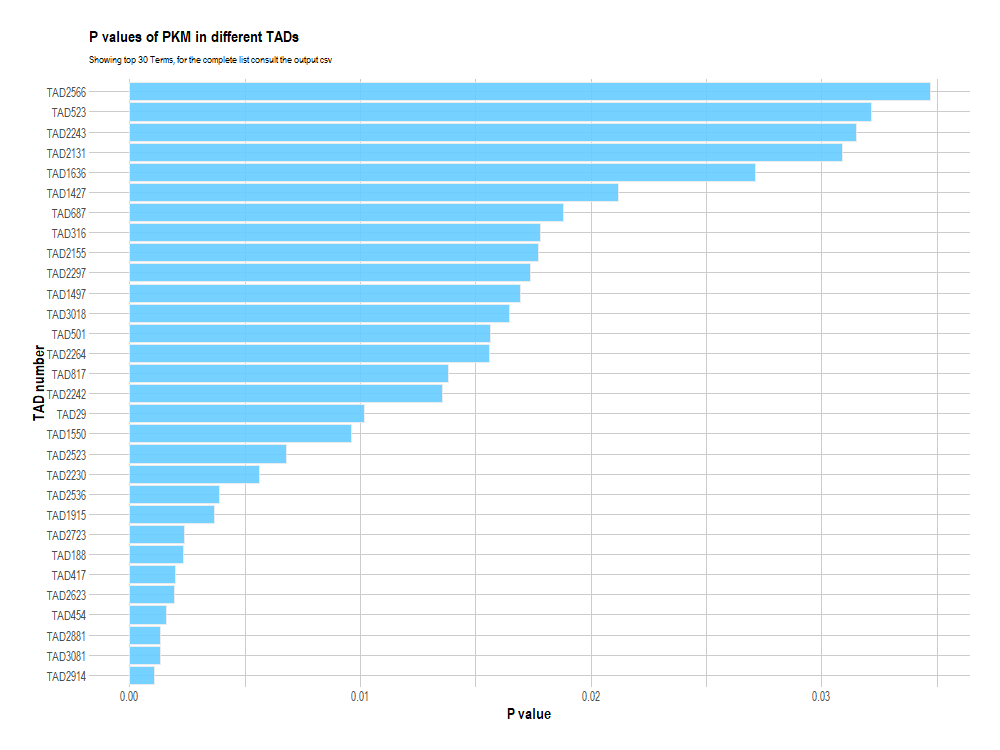 P values of PKM in different TADs
Showing top 30 Terms, for the complete list consult the output csv
TAD2566
TAD523
TAD2243
TAD2131
TAD1636
TAD1427
TAD687
TAD316
TAD2155
TAD2297
TAD1497
TAD3018
TAD501
TAD2264
TAD817
TAD2242
TAD29
TAD1550
TAD2523
TAD2230
TAD2536
TAD1915
TAD2723
TAD188
TAD417
TAD2623
TAD454
TAD2881
TAD3081
TAD2914
TAD number
0.00
0.01
0.02
0.03
P value